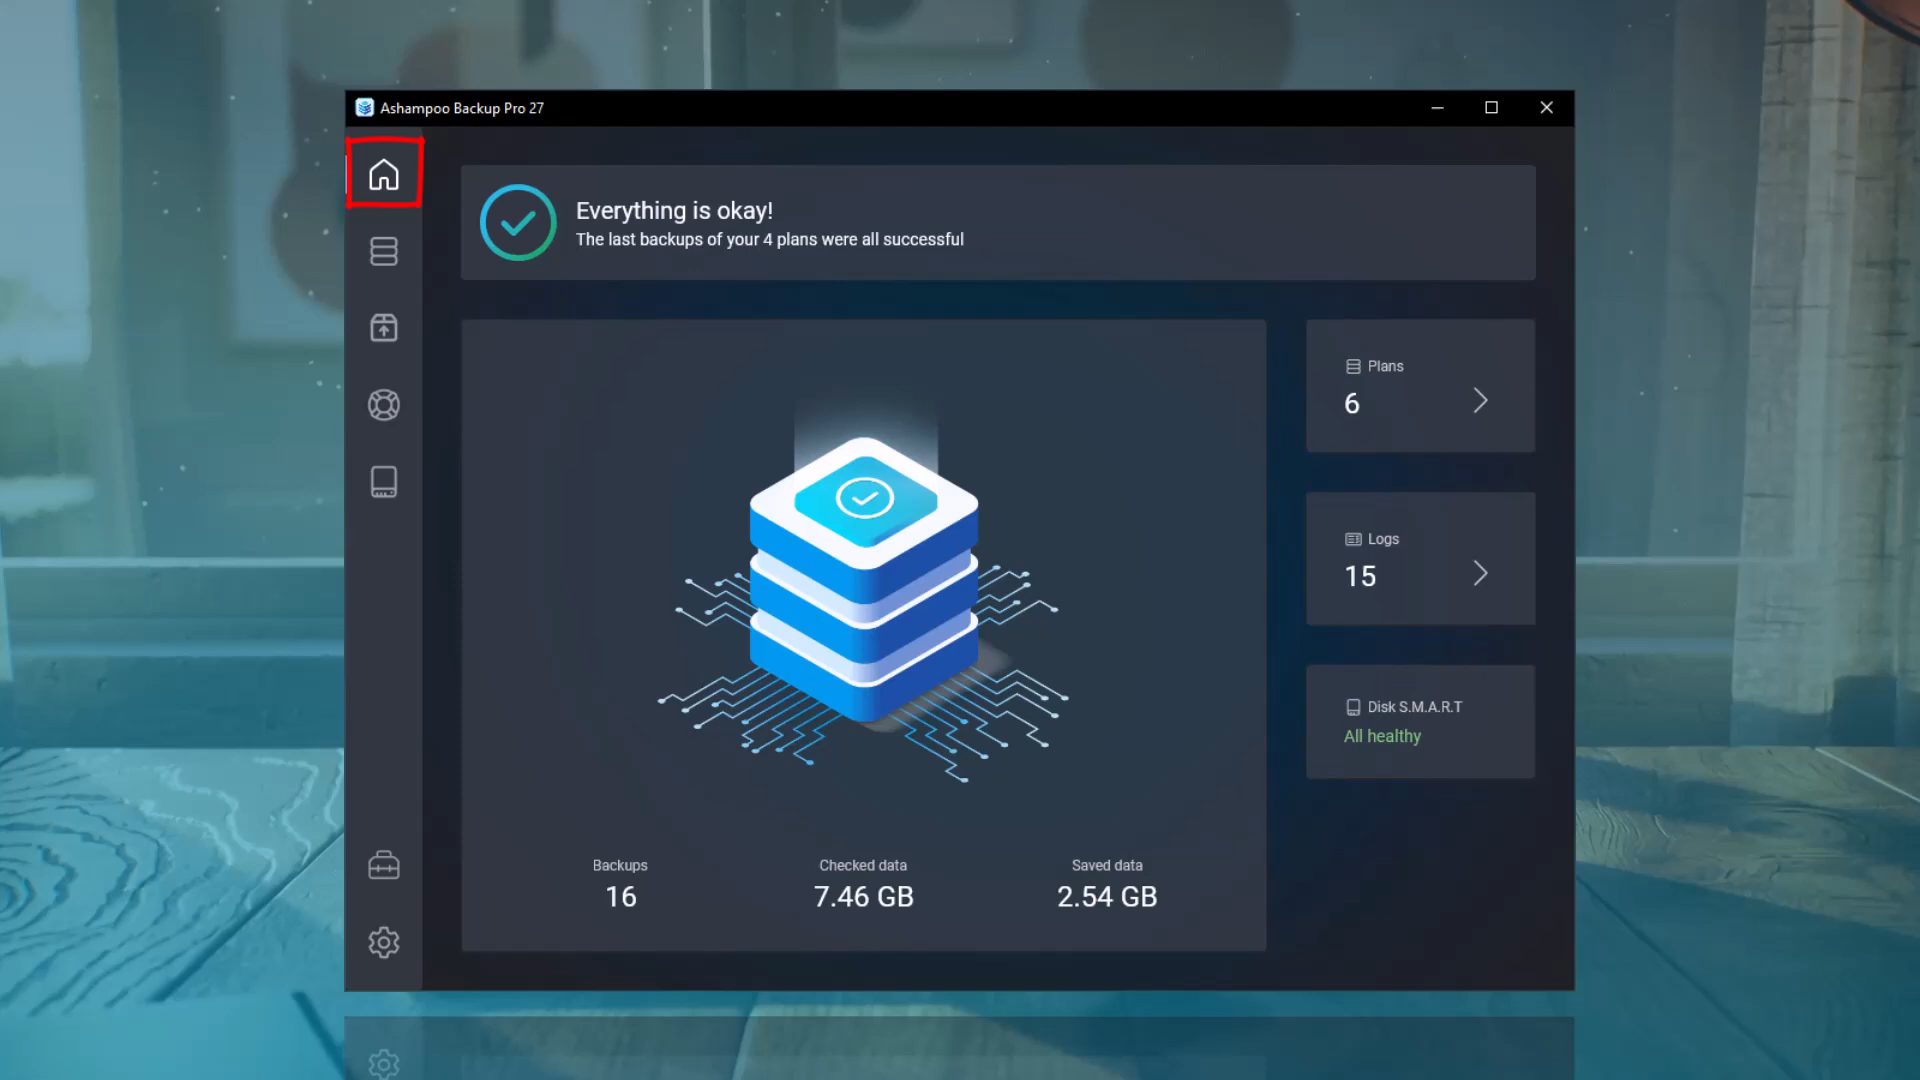 Ashampoo Backup Pro 27
Everything is okay!
The last backups of your 4 plans were all successful
Plans
6
Logs
15
Disk S.M.A.R.T
All healthy
Backups
16
Checked data
7.46 GB
Saved data
2.54 GB